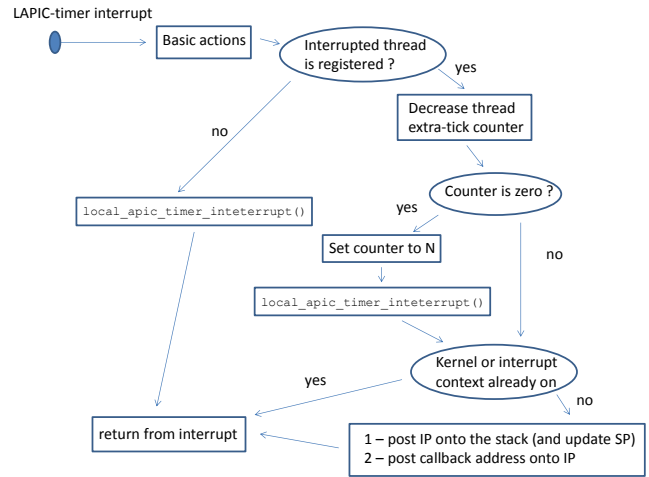 LAPIC-timer interrupt
Basic actions
Interrupted thread
is registered ?
yes
Decrease thread
extra-tick counter
no
Counter is zero ?
local_apic_timer_inteterrupt()
yes
Set counter to N
no
local_apic_timer_inteterrupt()
Kernel or interrupt
context already on
yes
no
return from interrupt
1 – post IP onto the stack (and update SP)
2 – post callback address onto IP